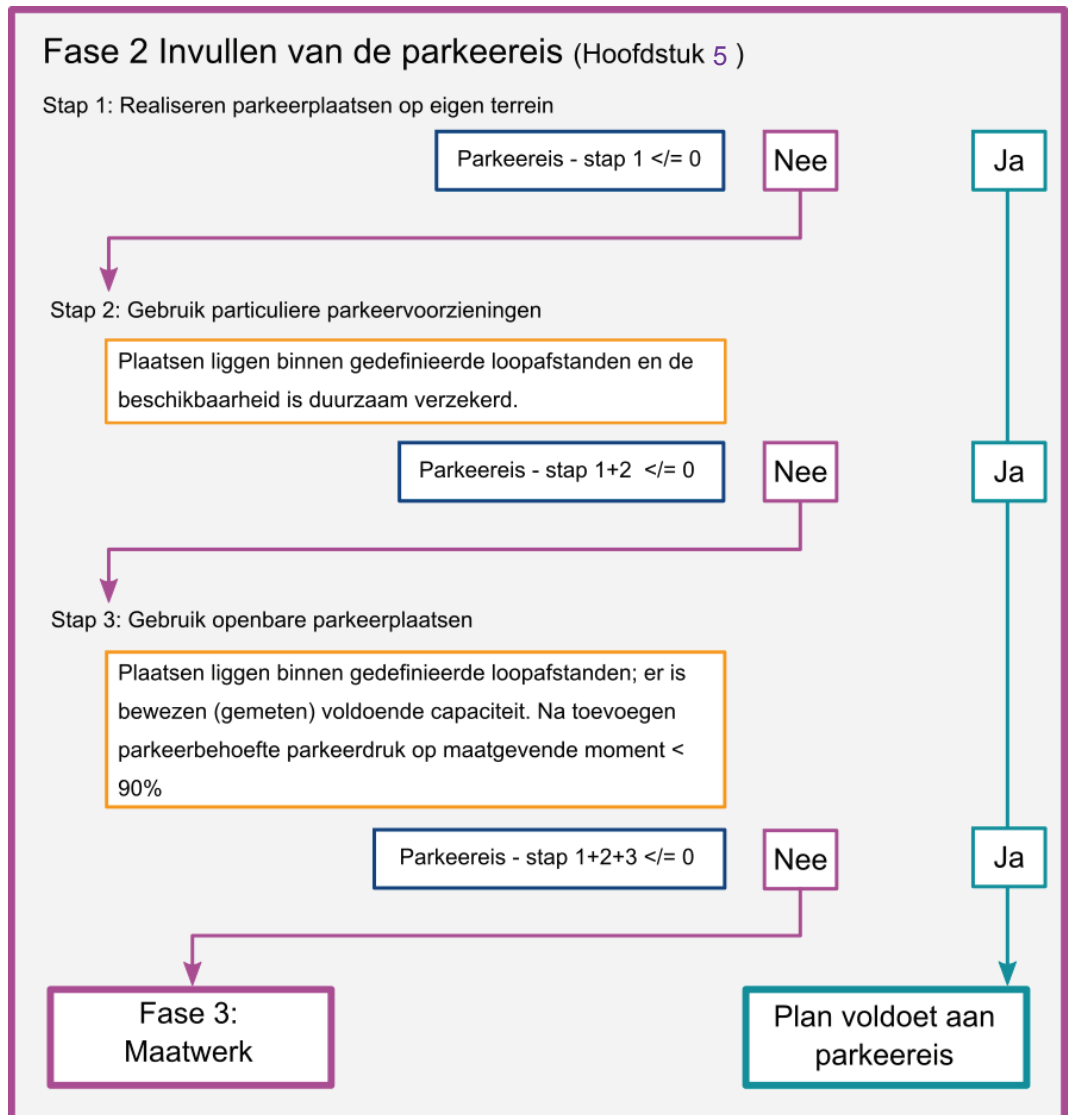 Fase 2 Invullen van de parkeereis (Hoofdstuk 5 )
Stap 1: Realiseren parkeerplaatsen op eigen terrein
Parkeereis - stap 1 </= 0
Nee
Ja
Stap 2: Gebruik particuliere parkeervoorzieningen
Plaatsen liggen binnen gedefinieerde loopafstanden en de
beschikbaarheid is duurzaam verzekerd.
Parkeereis - stap 1+2 </= 0
Nee
Ja
Stap 3: Gebruik openbare parkeerplaatsen
Plaatsen liggen binnen gedefinieerde loopafstanden; er is
bewezen (gemeten) voldoende capaciteit. Na toevoegen
parkeerbehoefte parkeerdruk op maatgevende moment <
90%
Parkeereis - stap 1+2+3 </= 0
Nee
Ja
Fase 3:
Maatwerk
Plan voldoet aan
parkeereis